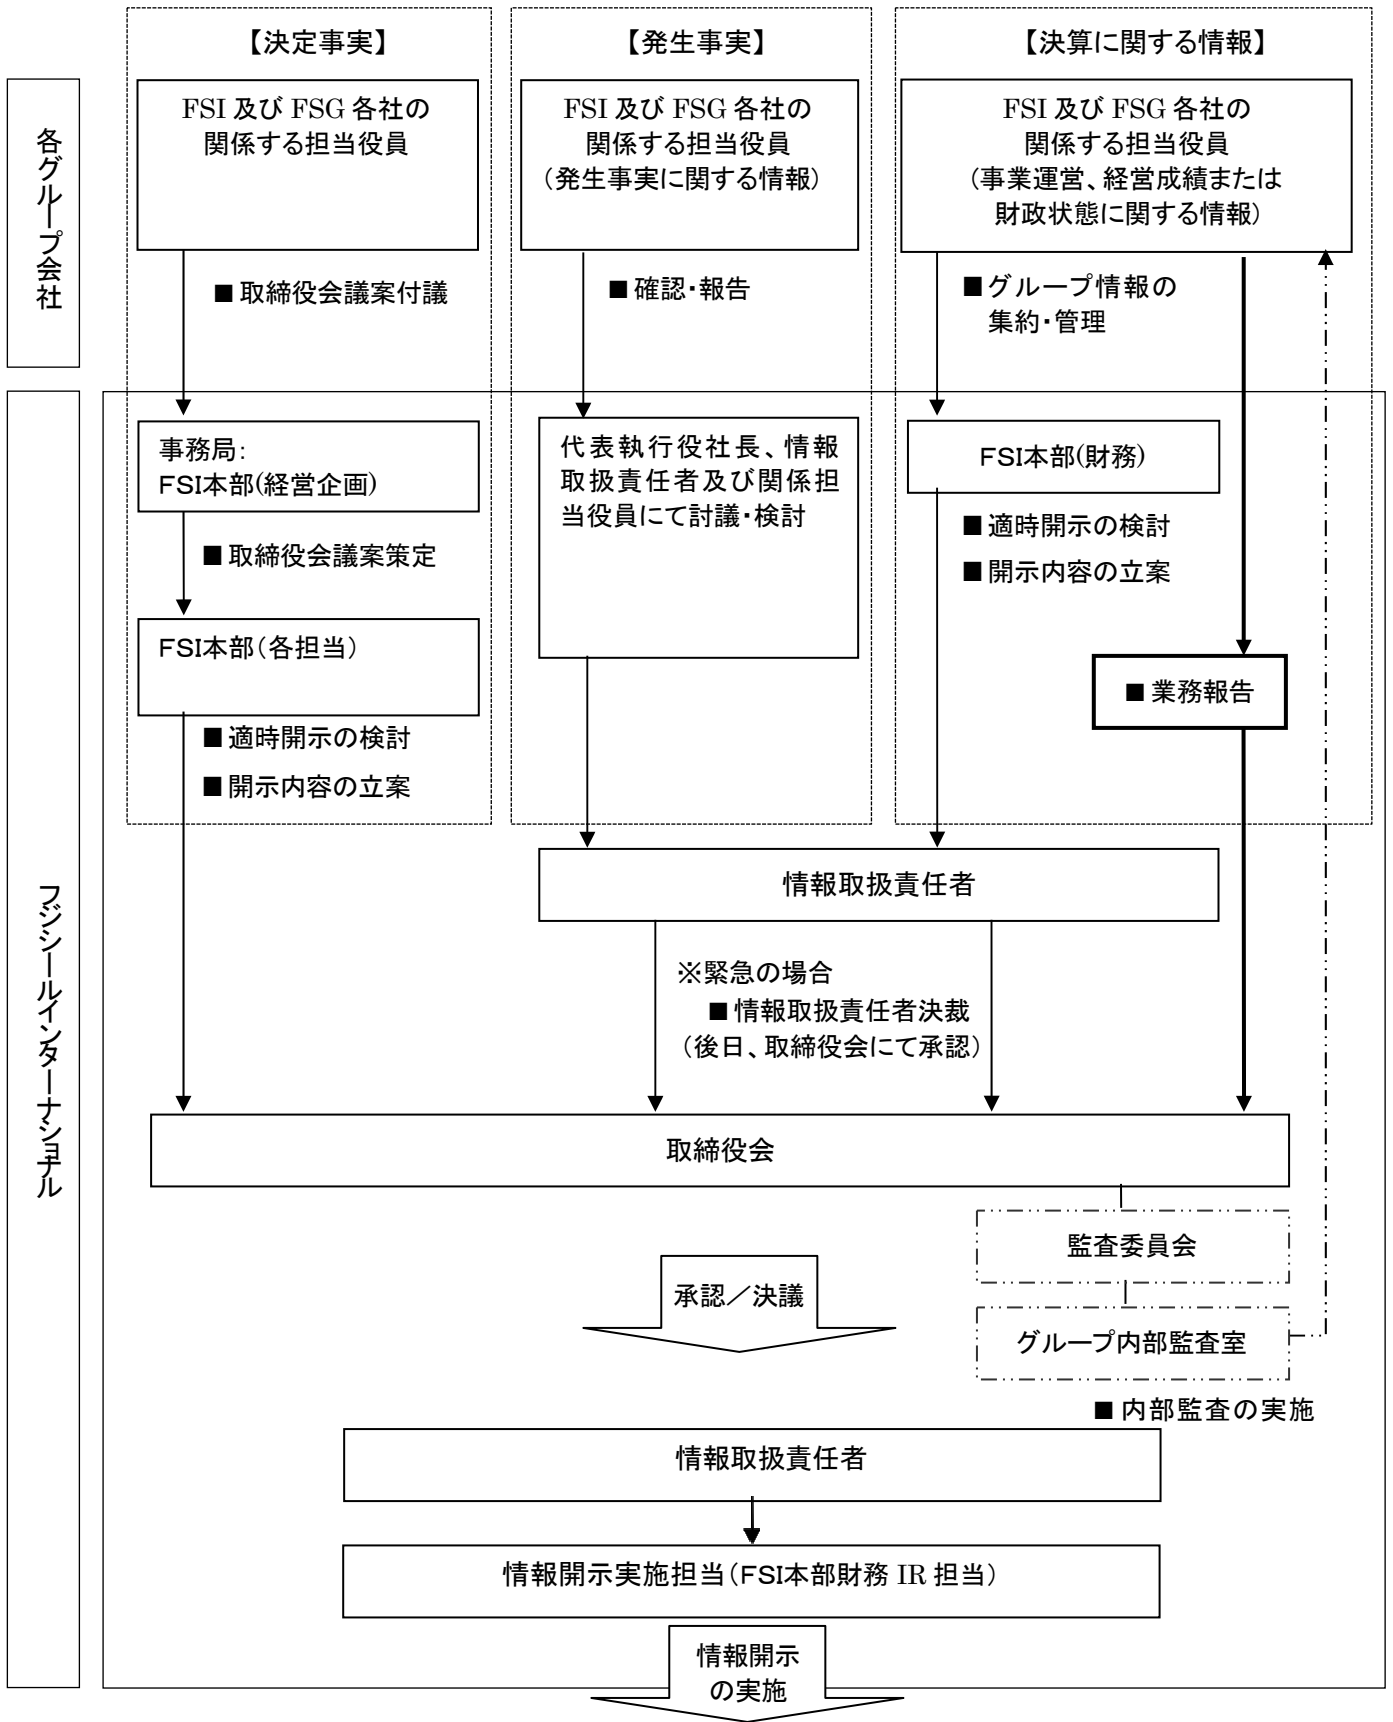 【決定事実】
【発生事実】
【決算に関する情報】
各グループ会社
FSI 及び FSG 各社の
関係する担当役員
FSI 及び FSG 各社の
関係する担当役員
（発生事実に関する情報）
FSI 及び FSG 各社の
関係する担当役員
（事業運営、経営成績または
財政状態に関する情報）
■ 取締役会議案付議
■ 確認・報告
■グループ情報の
集約・管理
フジシールインターナショナル
事務局：
FSI本部(経営企画)
代表執行役社長、情報
取扱責任者及び関係担
当役員にて討議・検討
FSI本部(財務)
■ 取締役会議案策定
■ 適時開示の検討
■ 開示内容の立案
FSI本部（各担当）
■ 業務報告
■ 適時開示の検討
■ 開示内容の立案
情報取扱責任者
※緊急の場合
■ 情報取扱責任者決裁
（後日、取締役会にて承認）
取締役会
監査委員会
承認／決議
グループ内部監査室
■ 内部監査の実施
情報取扱責任者
情報開示実施担当（FSI本部財務 IR 担当）
情報開示
の実施